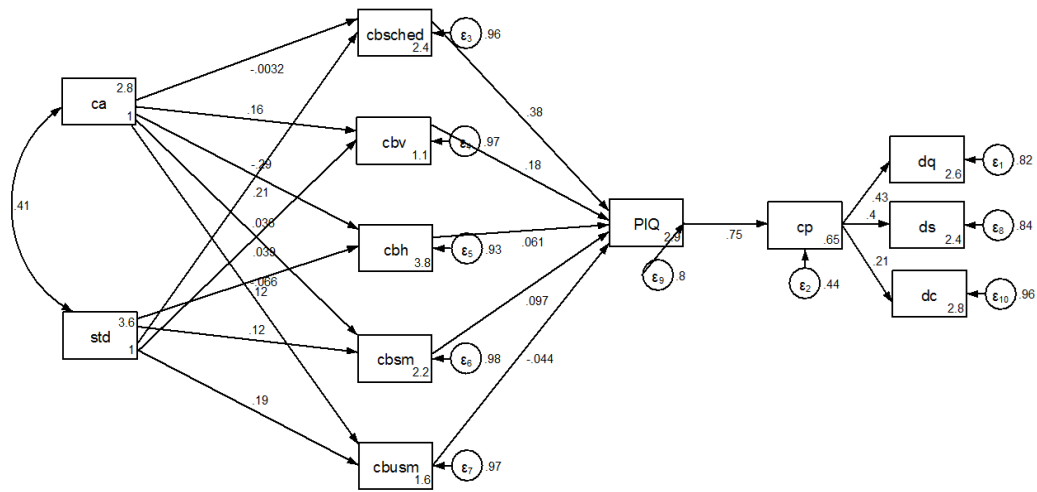 cbsched
2.4
ε3
.96
2.8
ca
1
-.0032
.16
cbv
1.1
.97
.38
.18
-.29
.21
.41
.036
.039
-.066
.12
cbh
3.8
ε5
.93
.061
PIQ
2.9
ε9
.8
.75
cp
.65
ε2
.44
.43
.4
.21
dq
2.6
ε1
.82
ds
2.4
ε8
.84
dc
2.8
ε10
.96
3.6
std
1
.12
.19
cbsm
2.2
ε6
.98
.097
-.044
cbusm
1.6
ε7
.97